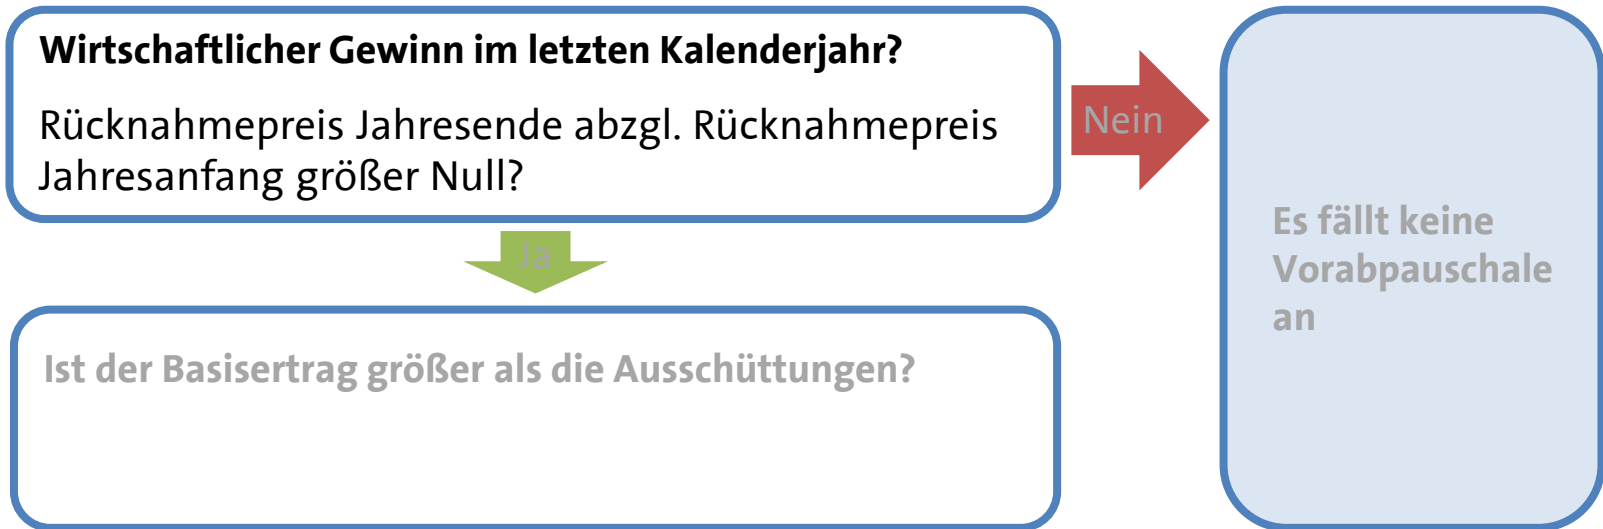 Wirtschaftlicher Gewinn im letzten Kalenderjahr?
Rücknahmepreis Jahresende abzgl. Rücknahmepreis
Jahresanfang größer Null?
Nein
Ja
Es fällt keine
Vorabpauschale
an
Ist der Basisertrag größer als die Ausschüttungen?